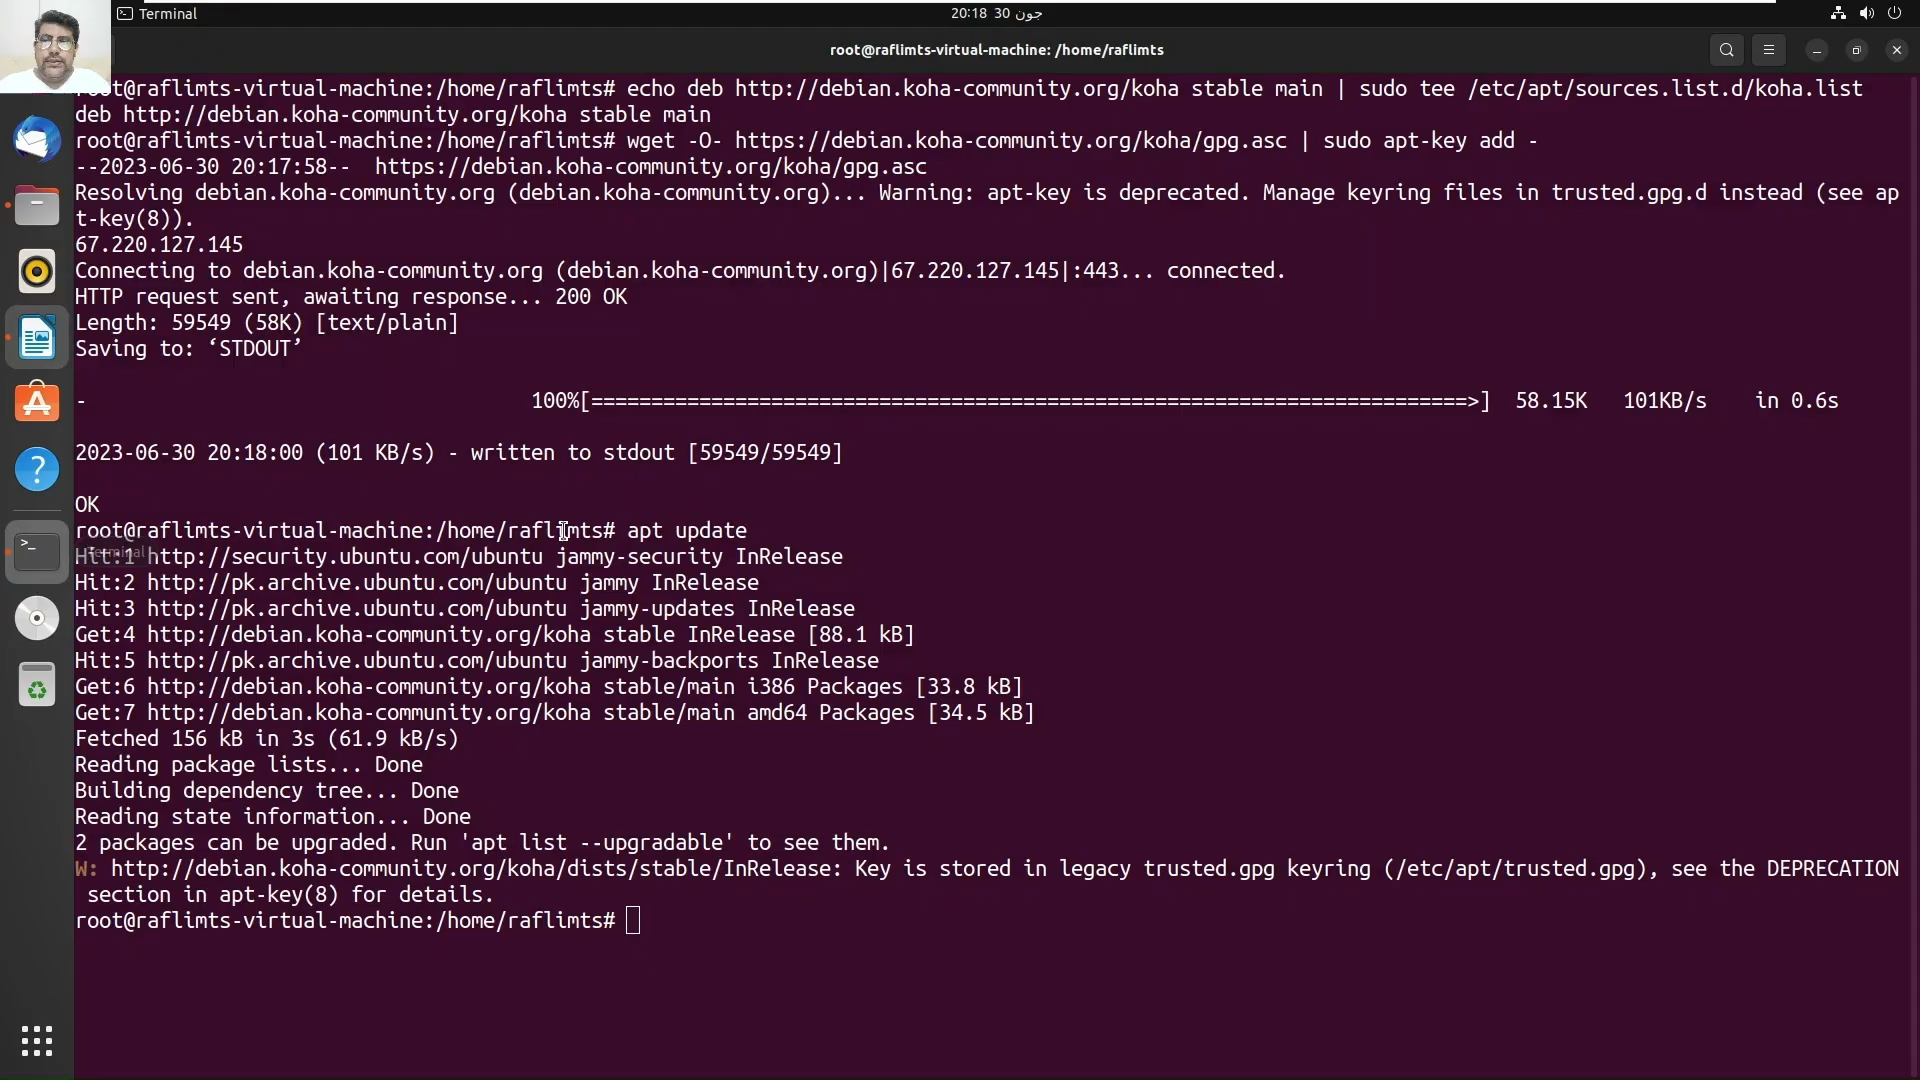 Terminal
20:18 30 جون
root@raflimts-virtual-machine: /home/raflimts
root@raflimts-virtual-machine:/home/raflimts# echo deb http://debian.koha-community.org/koha stable main | sudo tee /etc/apt/sources.list.d/koha.list
deb http://debian.koha-community.org/koha stable main
root@raflimts-virtual-machine:/home/raflimts# wget -O- https://debian.koha-community.org/koha/gpg.asc | sudo apt-key add -
--2023-06-30 20:17:58--  https://debian.koha-community.org/koha/gpg.asc
Resolving debian.koha-community.org (debian.koha-community.org)... Warning: apt-key is deprecated. Manage keyring files in trusted.gpg.d instead (see ap
t-key(8)).
67.220.127.145
Connecting to debian.koha-community.org (debian.koha-community.org)|67.220.127.145|:443... connected.
HTTP request sent, awaiting response... 200 OK
Length: 59549 (58K) [text/plain]
Saving to: ‘STDOUT’
- 100%[=========================================================================>] 58.15K 101KB/s in 0.6s
2023-06-30 20:18:00 (101 KB/s) - written to stdout [59549/59549]
OK
root@raflimts-virtual-machine:/home/raflimts# apt update
Hit:1 http://security.ubuntu.com/ubuntu jammy-security InRelease
Terminal
Hit:2 http://pk.archive.ubuntu.com/ubuntu jammy InRelease
Hit:3 http://pk.archive.ubuntu.com/ubuntu jammy-updates InRelease
Get:4 http://debian.koha-community.org/koha stable InRelease [88.1 kB]
Hit:5 http://pk.archive.ubuntu.com/ubuntu jammy-backports InRelease
Get:6 http://debian.koha-community.org/koha stable/main i386 Packages [33.8 kB]
Get:7 http://debian.koha-community.org/koha stable/main amd64 Packages [34.5 kB]
Fetched 156 kB in 3s (61.9 kB/s)
Reading package lists... Done
Building dependency tree... Done
Reading state information... Done
2 packages can be upgraded. Run 'apt list --upgradable' to see them.
W: http://debian.koha-community.org/koha/dists/stable/InRelease: Key is stored in legacy trusted.gpg keyring (/etc/apt/trusted.gpg), see the DEPRECATION
section in apt-key(8) for details.
root@raflimts-virtual-machine:/home/raflimts#